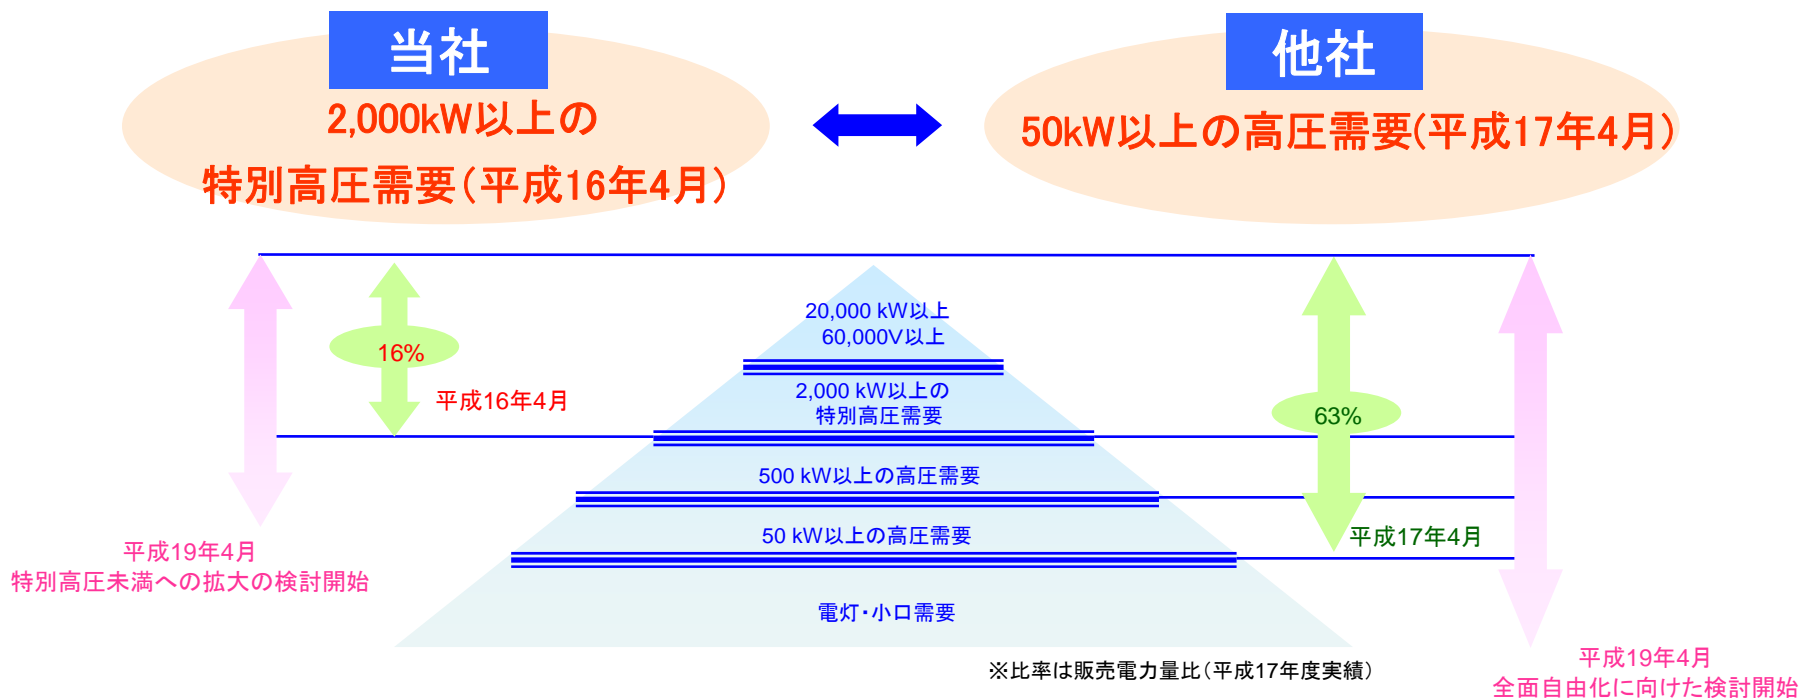 当社
2,000kW以上の
特別高圧需要(平成16年4月)
他社
50kW以上の高圧需要(平成17年4月)
20,000 kW以上
60,000V以上
16%
2,000 kW以上の
特別高圧需要
平成16年4月
63%
500 kW以上の高圧需要
50 kW以上の高圧需要
平成17年4月
平成19年4月
特別高圧未満への拡大の検討開始
電灯・小口需要
※比率は販売電力量比(平成17年度実績)
平成19年4月
全面自由化に向けた検討開始